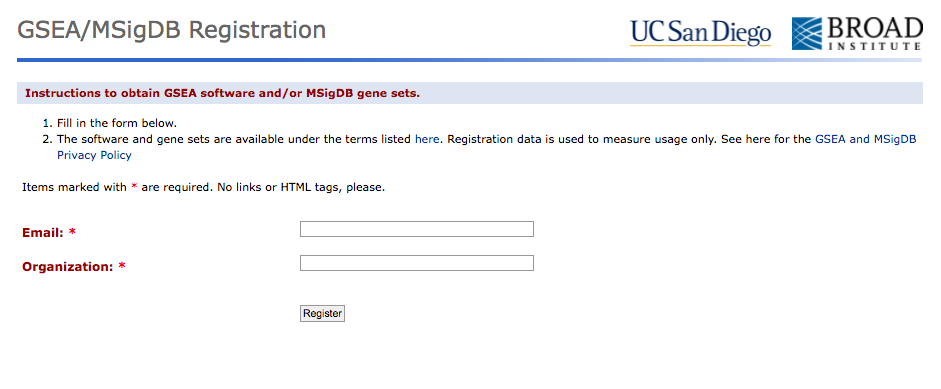 GSEA/MSigDB Registration
UC San Diego
BROAD
INSTITUTE
Instructions to obtain GSEA software and/or MSigDB gene sets.
1. Fill in the form below.
2. The software and gene sets are available under the terms listed here. Registration data is used to measure usage only. See here for the GSEA and MSigDB
Privacy Policy
Items marked with * are required. No links or HTML tags, please.
Email: *
Organization: *
Register